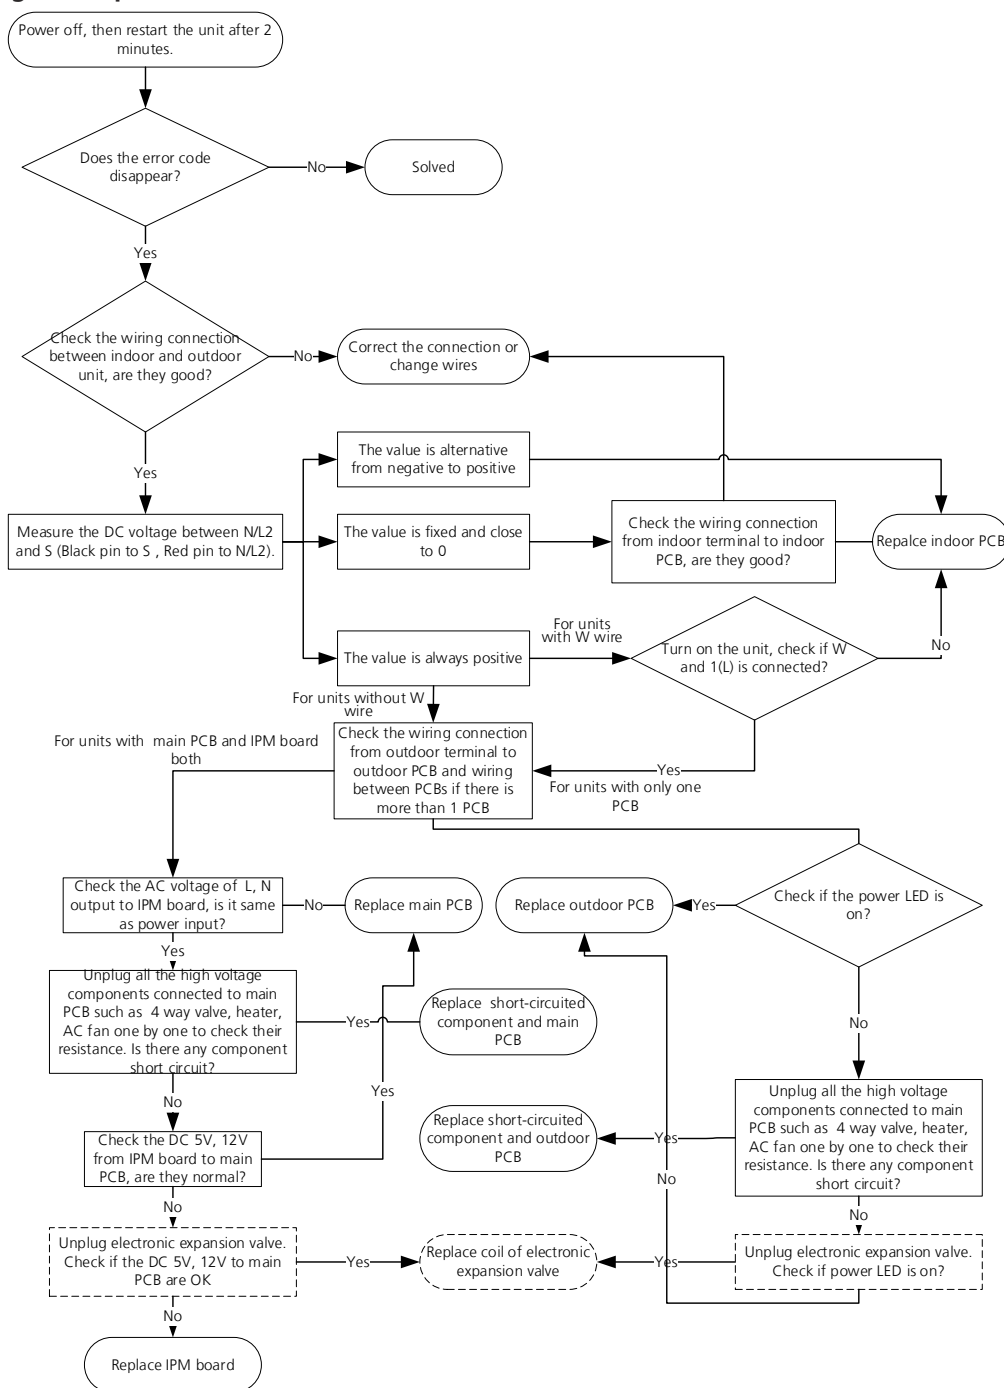 Power off, then restart the unit after 2
minutes.
Does the error code
disappear?
No
Solved
Yes
Check the wiring connection
between indoor and outdoor
unit, are they good?
No
Correct the connection or
change wires
Yes
The value is alternative
from negative to positive
Measure the DC voltage between N/L2
and S (Black pin to S , Red pin to N/L2).
The value is fixed and close
to 0
Check the wiring connection
from indoor terminal to indoor
PCB, are they good?
Repalce indoor PCB
The value is always positive
For units
with W wire
Turn on the unit, check if W
and 1(L) is connected?
No
For units without W
wire
For units with  main PCB and IPM board
both
Check the wiring connection
from outdoor terminal to
outdoor PCB and wiring
between PCBs if there is
more than 1 PCB
Yes
For units with only one
PCB
Check the AC voltage of  L, N
output to IPM board, is it same
as power input?
No
Replace main PCB
Replace outdoor PCB
Yes
Check if the power LED is
on?
Yes
Unplug all the high voltage
components connected to main
PCB such as  4 way valve, heater,
AC fan one by one to check their
resistance. Is there any component
short circuit?
Yes
Replace  short-circuited
component and main
PCB
No
No
Yes
Check the DC 5V, 12V
from IPM board to main
PCB, are they normal?
Replace short-circuited
component and outdoor
PCB
Yes
Unplug all the high voltage
components connected to main
PCB such as  4 way valve, heater,
AC fan one by one to check their
resistance. Is there any component
short circuit?
No
No
No
Unplug electronic expansion valve.
Check if the DC 5V, 12V to main
PCB are OK
Yes
Replace coil of electronic
expansion valve
Yes
Unplug electronic expansion valve.
Check if power LED is on?
No
Replace IPM board